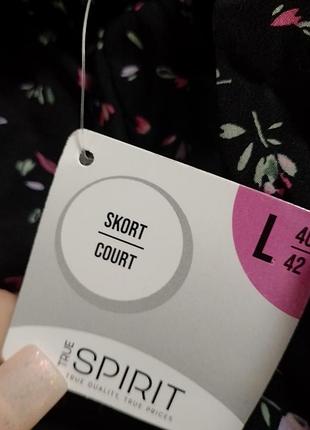 SKORT
COURT
L
40
42
TRUE
SPIRIT
TRUE QUALITY, TRUE PRICES